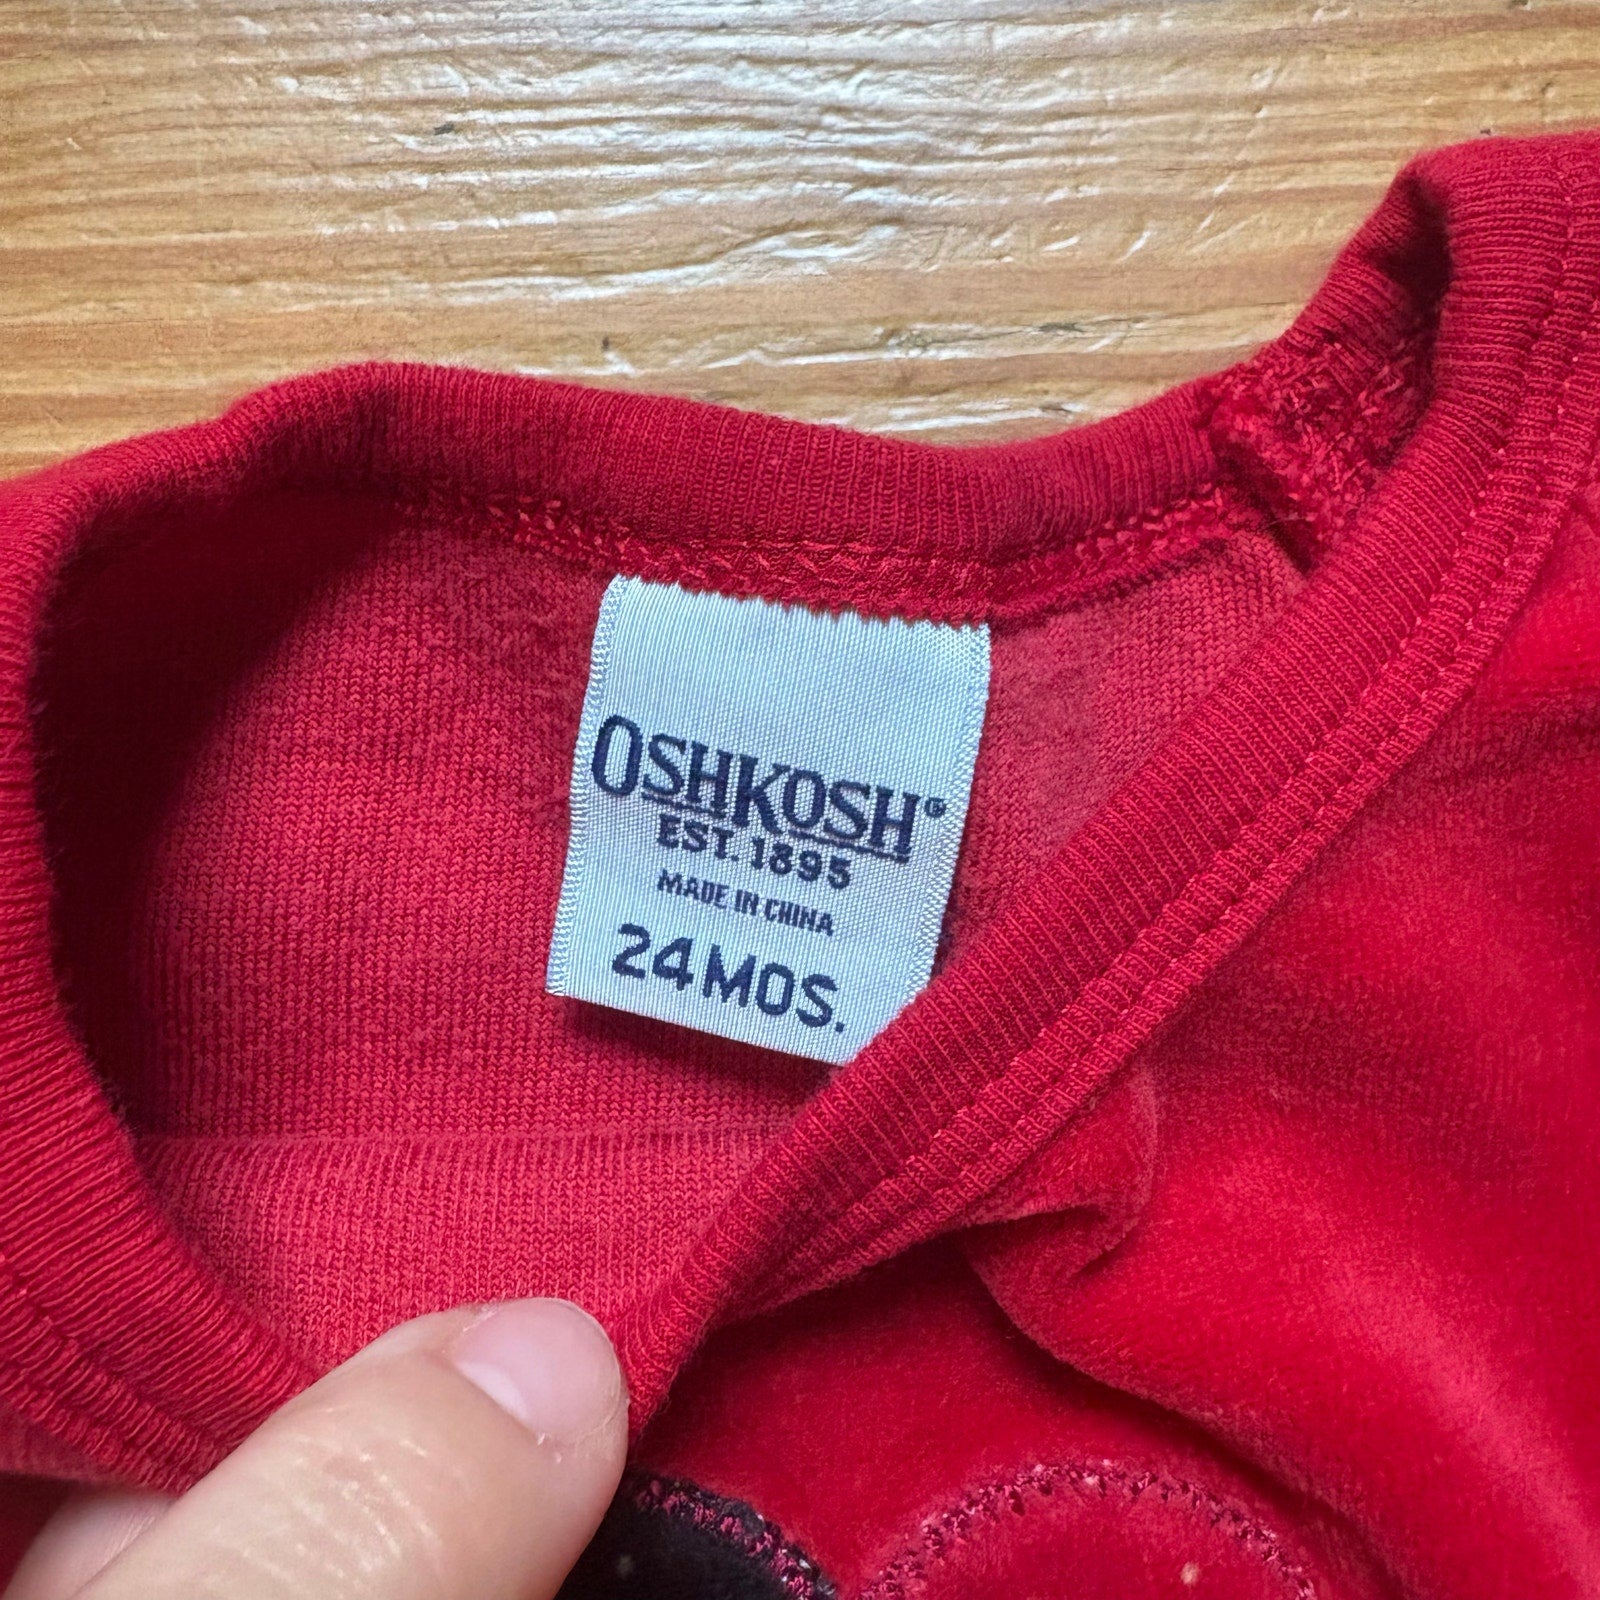 OSHKOSH®
EST. 1895
MADE IN CHINA
24 MOS.